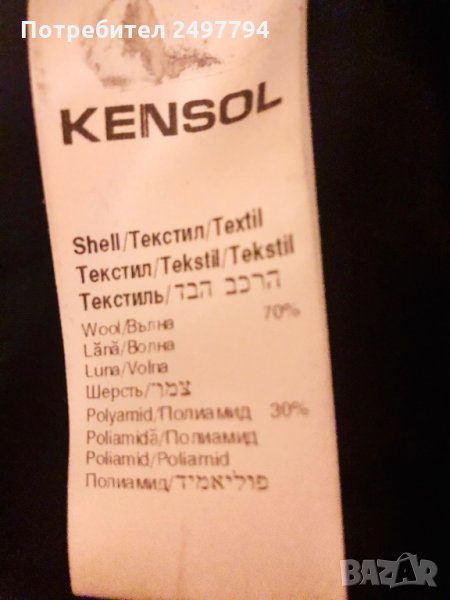 Потребител 2497794
KENSOL
Shell/Текстил/Textil
Текстил/Tekstil/Tekstil
Текстиль/הרכב הבד
Wool/Вълна 70%
Lână/Волна
Luna/Volna
Шерсть/צמר
Polyamid/Полиамид 30%
Poliamidă/Полиамид
Poliamid/Poliamid
Полиамид/פוליאמיד
BAZAR